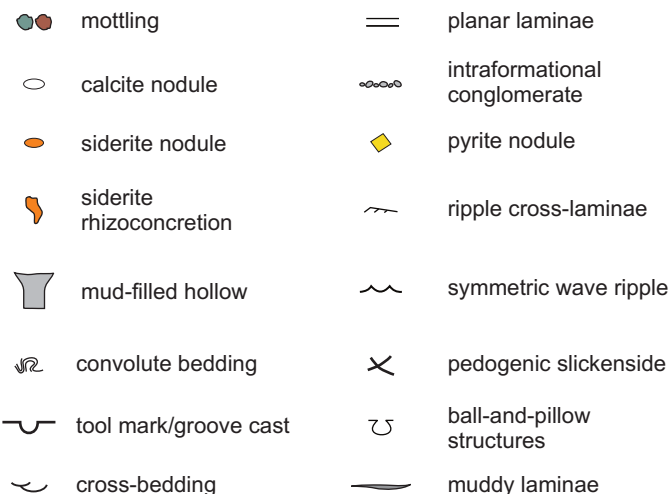 mottling
calcite nodule
siderite nodule
siderite
rhizoconcretion
mud-filled hollow
convolute bedding
tool mark/groove cast
cross-bedding
planar laminae
intraformational
conglomerate
pyrite nodule
ripple cross-laminae
symmetric wave ripple
pedogenic slickenside
ball-and-pillow
structures
muddy laminae